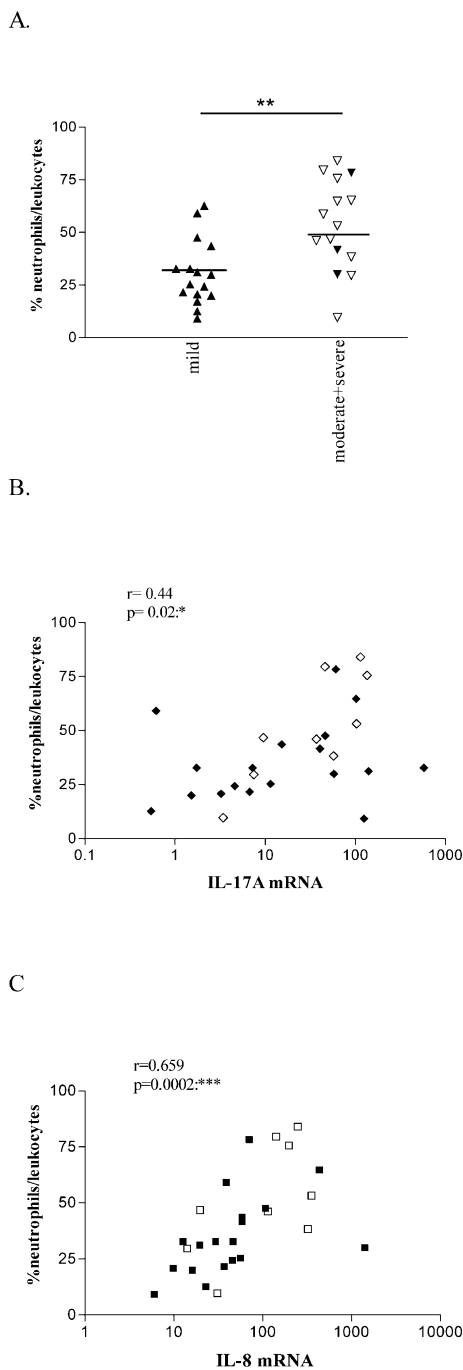 A.
**
100
75
50
25
0
% neutrophils/leukocytes
mild
moderate+severe
B.
r= 0.44
p= 0.02:*
100
75
50
25
0
%neutrophils/leukocytes
0.1 1 10 100 1000
IL-17A mRNA
C
r=0.659
p=0.0002:***
100
75
50
25
0
%neutrophils/leukocytes
1 10 100 1000 10000
IL-8 mRNA